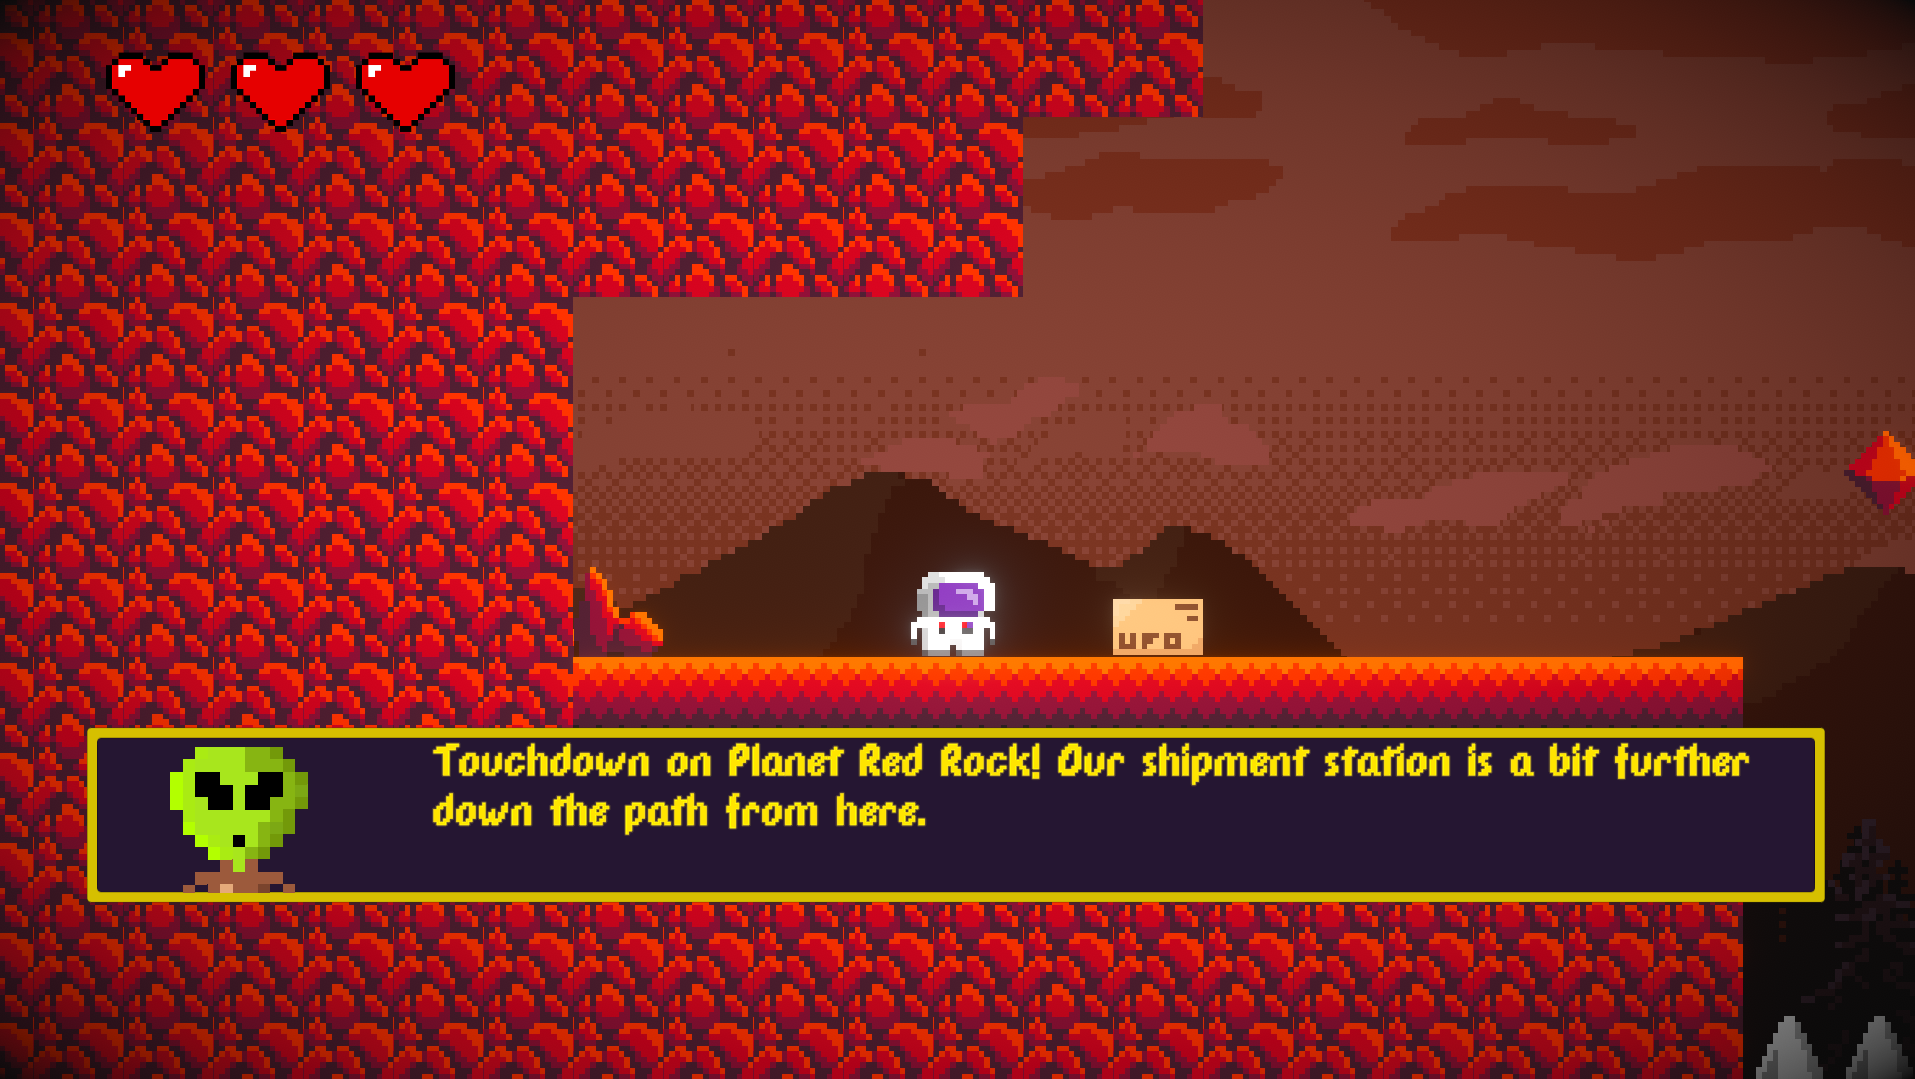 UFO
Touchdown on Planet Red Rock! Our shipment station is a bit further
down the path from here.